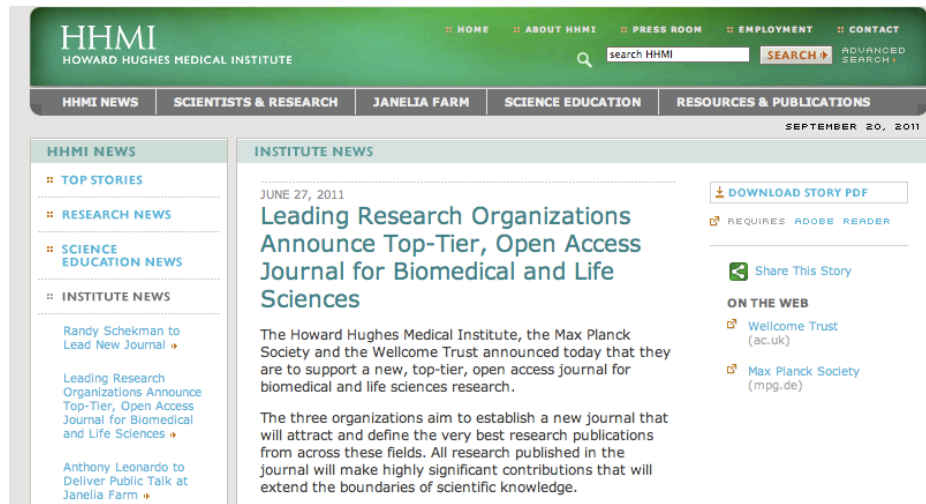 HHMI
HOWARD HUGHES MEDICAL INSTITUTE
HOME
ABOUT HHMI
PRESS ROOM
EMPLOYMENT
CONTACT
search HHMI
SEARCH
ADVANCED
SEARCH
HHMI NEWS
SCIENTISTS & RESEARCH
JANELIA FARM
SCIENCE EDUCATION
RESOURCES & PUBLICATIONS
SEPTEMBER 20, 2011
HHMI NEWS
TOP STORIES
RESEARCH NEWS
SCIENCE
EDUCATION NEWS
INSTITUTE NEWS
Randy Schekman to
Lead New Journal
Leading Research
Organizations Announce
Top-Tier, Open Access
Journal for Biomedical
and Life Sciences
Anthony Leonardo to
Deliver Public Talk at
Janelia Farm
INSTITUTE NEWS
JUNE 27, 2011
Leading Research Organizations
Announce Top-Tier, Open Access
Journal for Biomedical and Life
Sciences
The Howard Hughes Medical Institute, the Max Planck
Society and the Wellcome Trust announced today that they
are to support a new, top-tier, open access journal for
biomedical and life sciences research.
The three organizations aim to establish a new journal that
will attract and define the very best research publications
from across these fields. All research published in the
journal will make highly significant contributions that will
extend the boundaries of scientific knowledge.
DOWNLOAD STORY PDF
REQUIRES ADOBE READER
Share This Story
ON THE WEB
Wellcome Trust
(ac.uk)
Max Planck Society
(mpg.de)